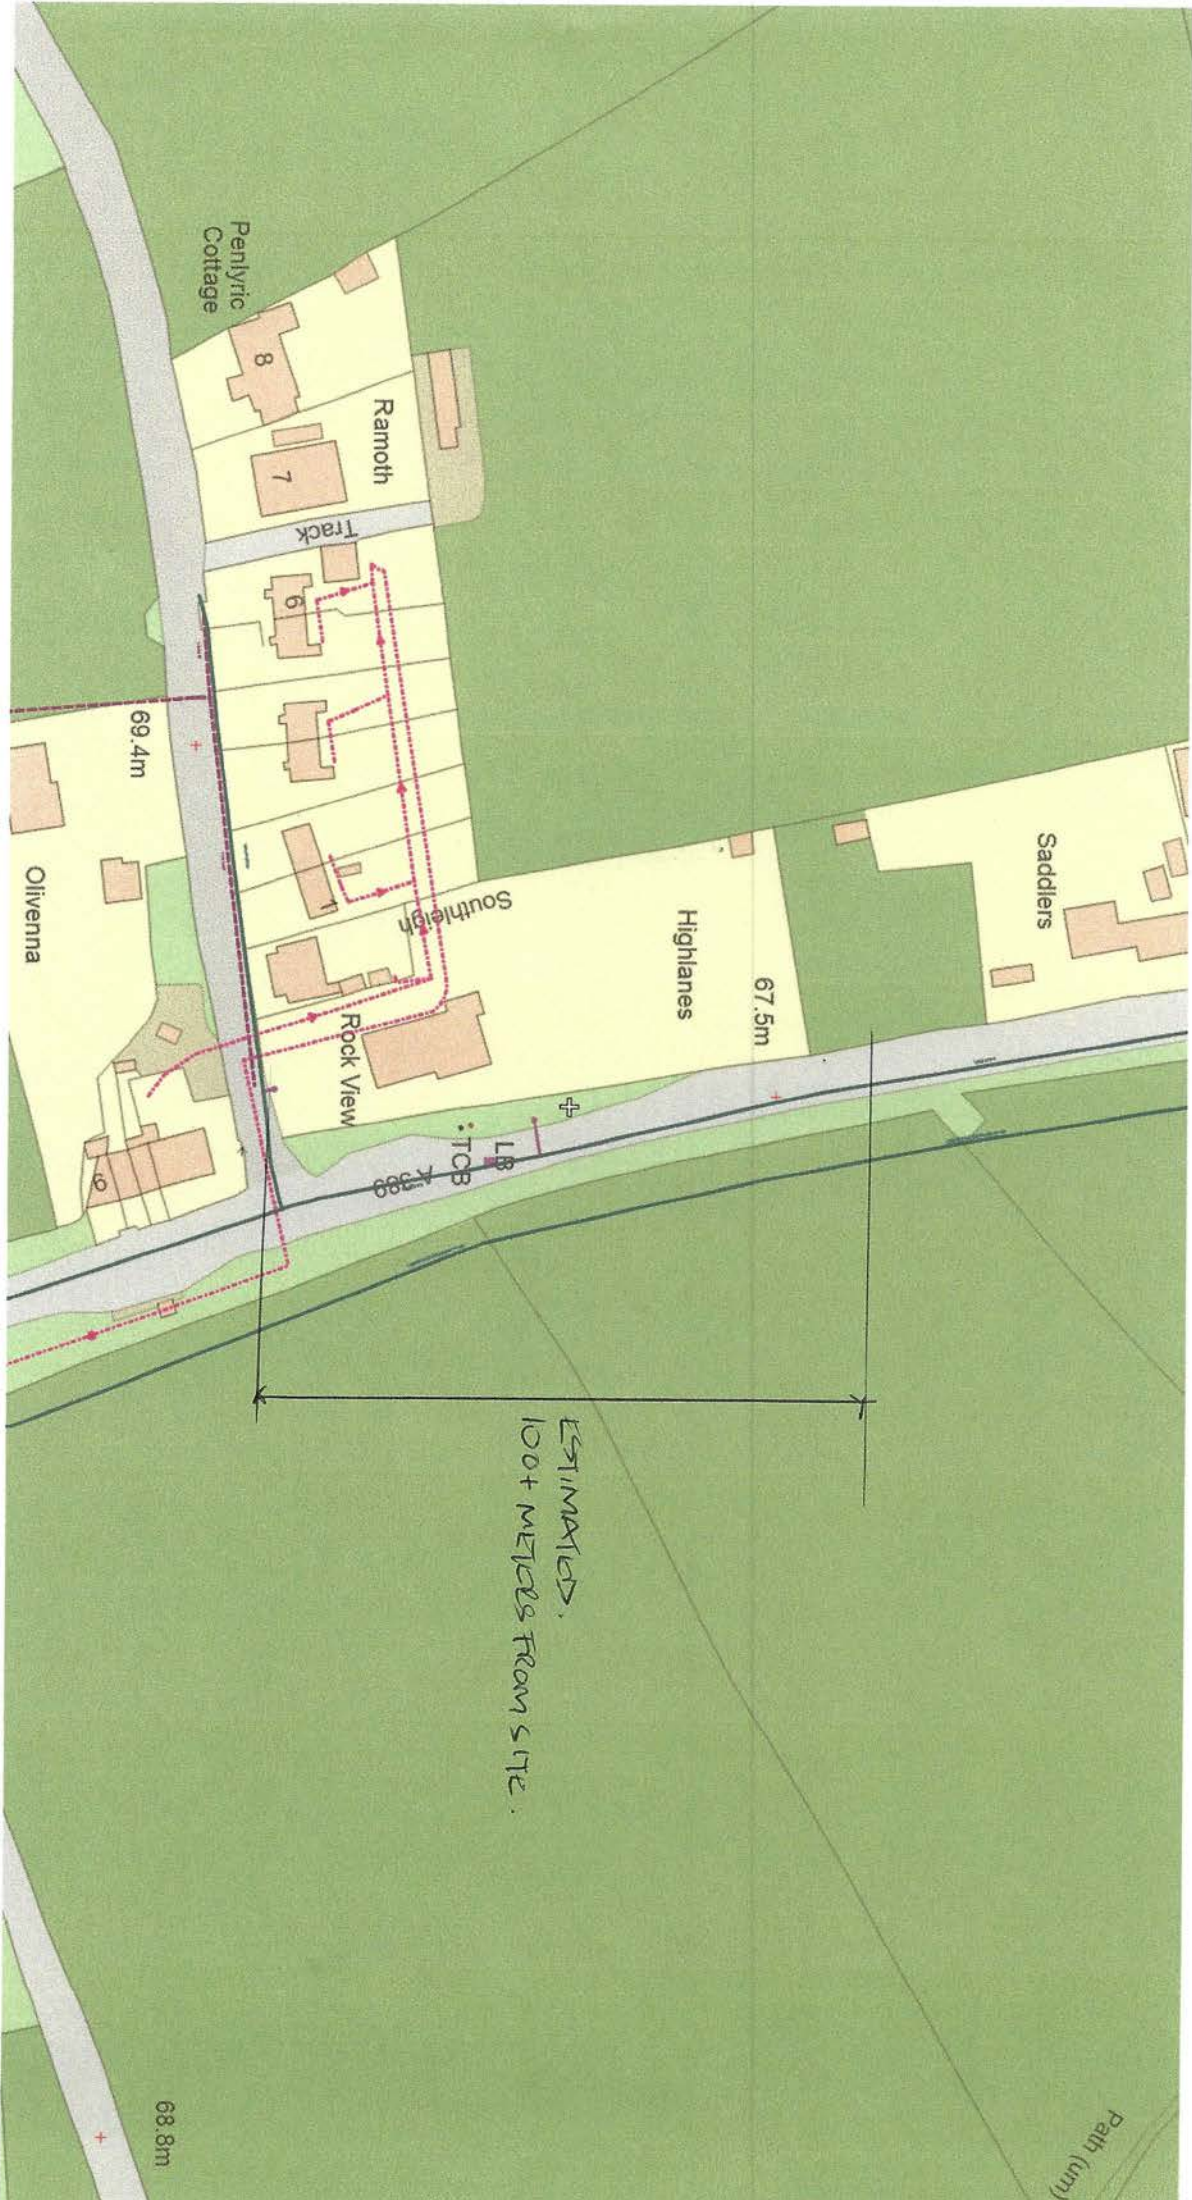 Penlyric
Cottage
8
Ramoth
7
Track
6
69.4m
Olivenna
1
Southleigh
Highlanes
Saddlers
67.5m
Rock View
LB
TCB
A 389
6
ESTIMATED.
100+ METRES FROM SITE.
68.8m
Path (um)